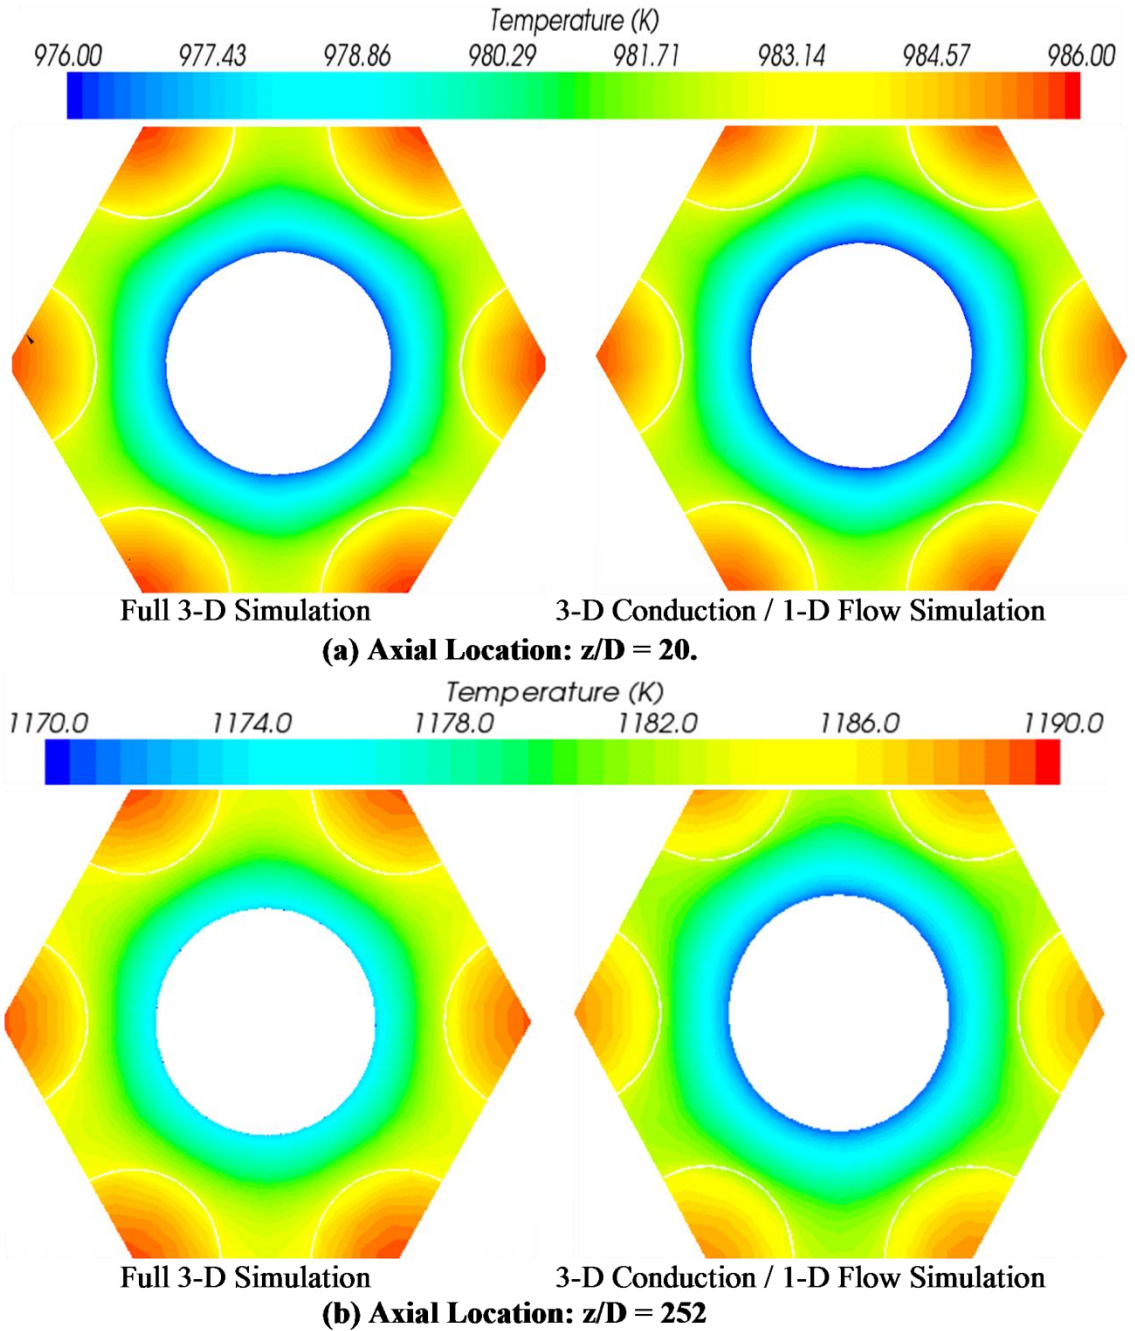 Temperature (K)
976.00 977.43 978.86 980.29 981.71 983.14 984.57 986.00
Full 3-D Simulation 3-D Conduction / 1-D Flow Simulation
(a) Axial Location: z/D = 20.
Temperature (K)
1170.0 1174.0 1178.0 1182.0 1186.0 1190.0
Full 3-D Simulation 3-D Conduction / 1-D Flow Simulation
(b) Axial Location: z/D = 252